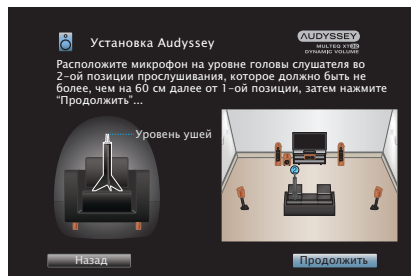 Установка Audyssey
AUDYSSEY
MULTEQ XT32
DYNAMIC VOLUME
Расположите микрофон на уровне головы слушателя во
2-ой позиции прослушивания, которое должно быть не
более, чем на 60 см далее от 1-ой позиции, затем нажмите
“Продолжить”...
Уровень ушей
2
Назад
Продолжить